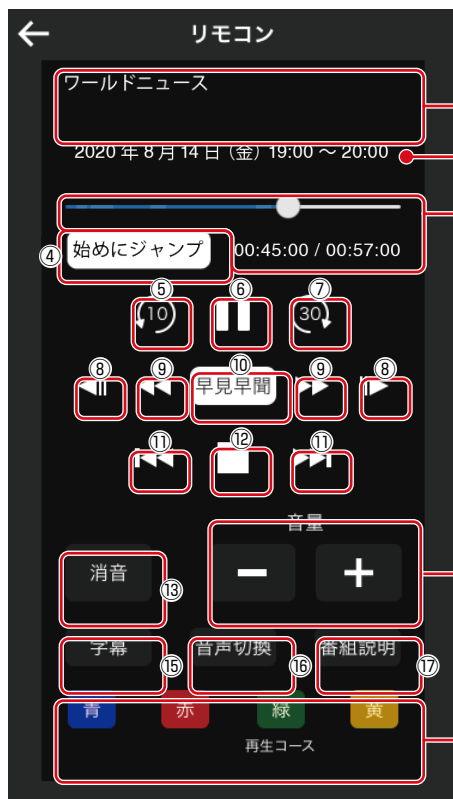 リモコン
ワールドニュース
2020 年 8 月 14 日（金）19:00 ～ 20:00
④ 始めにジャンプ 00:45:00 / 00:57:00
⑤ ⑥ ⑦
10 30
⑧ ⑨ ⑩ ⑨ ⑧
早見早聞
⑪ ⑫ ⑪
音量
消音 ⑬
字幕 音声切換 番組説明
⑮ ⑯ ⑰
青 赤 緑 黄
再生コース